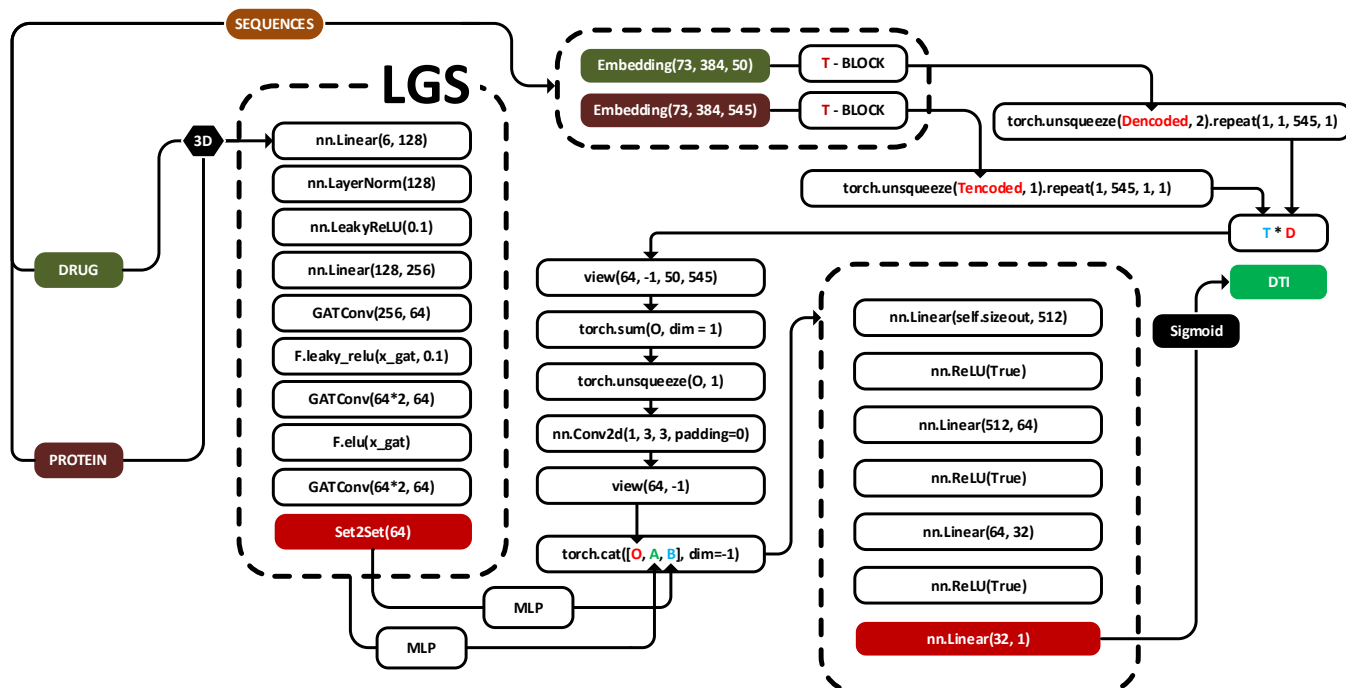 SEQUENCES
LGS
3D
DRUG
PROTEIN
nn.Linear(6, 128)
nn.LayerNorm(128)
nn.LeakyReLU(0.1)
nn.Linear(128, 256)
GATConv(256, 64)
F.leaky_relu(x_gat, 0.1)
GATConv(64*2, 64)
F.elu(x_gat)
GATConv(64*2, 64)
Set2Set(64)
MLP
MLP
Embedding(73, 384, 50)
T - BLOCK
Embedding(73, 384, 545)
T - BLOCK
torch.unsqueeze(Dencoded, 2).repeat(1, 1, 545, 1)
torch.unsqueeze(Tencoded, 1).repeat(1, 545, 1, 1)
T * D
view(64, -1, 50, 545)
torch.sum(O, dim = 1)
torch.unsqueeze(O, 1)
nn.Conv2d(1, 3, 3, padding=0)
view(64, -1)
torch.cat([O, A, B], dim=-1)
nn.Linear(self.sizeout, 512)
nn.ReLU(True)
nn.Linear(512, 64)
nn.ReLU(True)
nn.Linear(64, 32)
nn.ReLU(True)
nn.Linear(32, 1)
Sigmoid
DTI